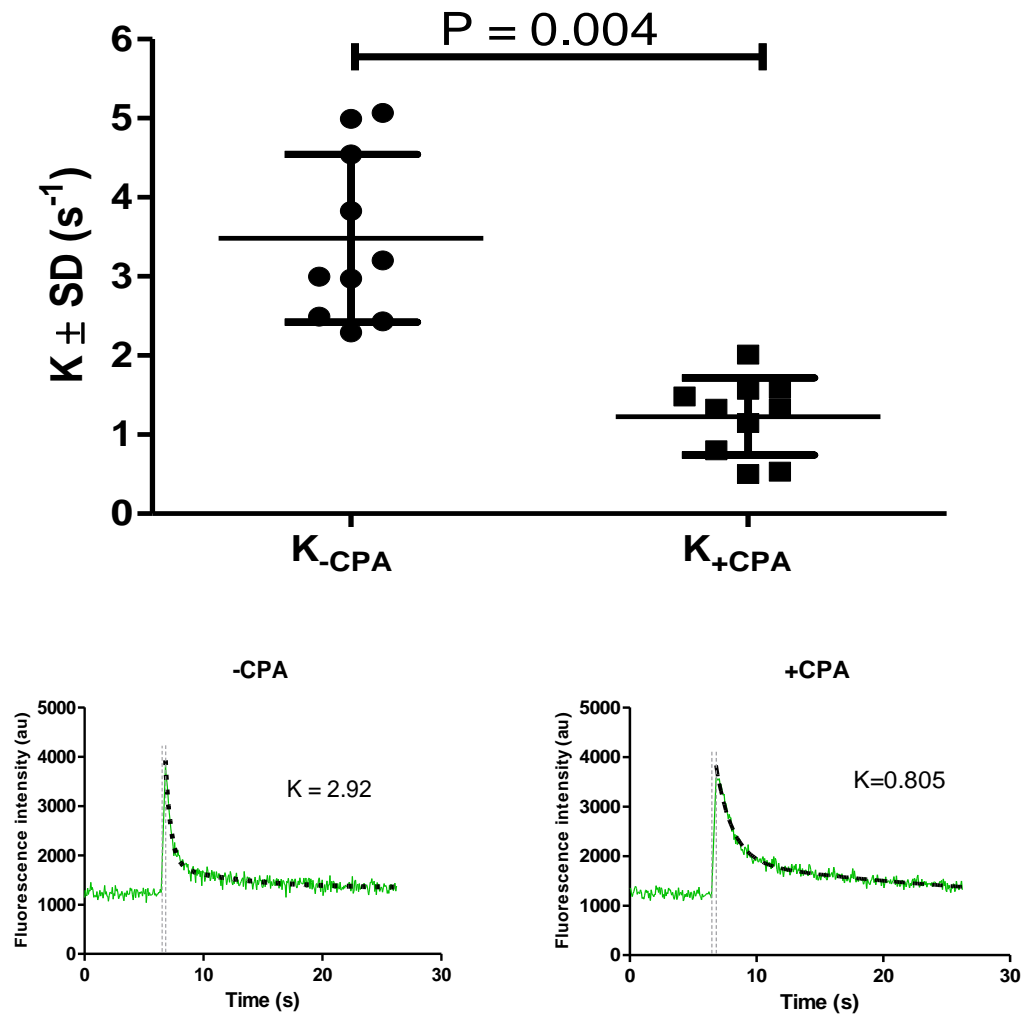 P = 0.004
K ± SD (s-1)
6
5
4
3
2
1
0
K-CPA K+CPA
-CPA
Fluorescence intensity (au)
5000
4000
3000
2000
1000
0
K = 2.92
0 10 20 30
Time (s)
+CPA
Fluorescence intensity (au)
5000
4000
3000
2000
1000
0
K=0.805
0 10 20 30
Time (s)